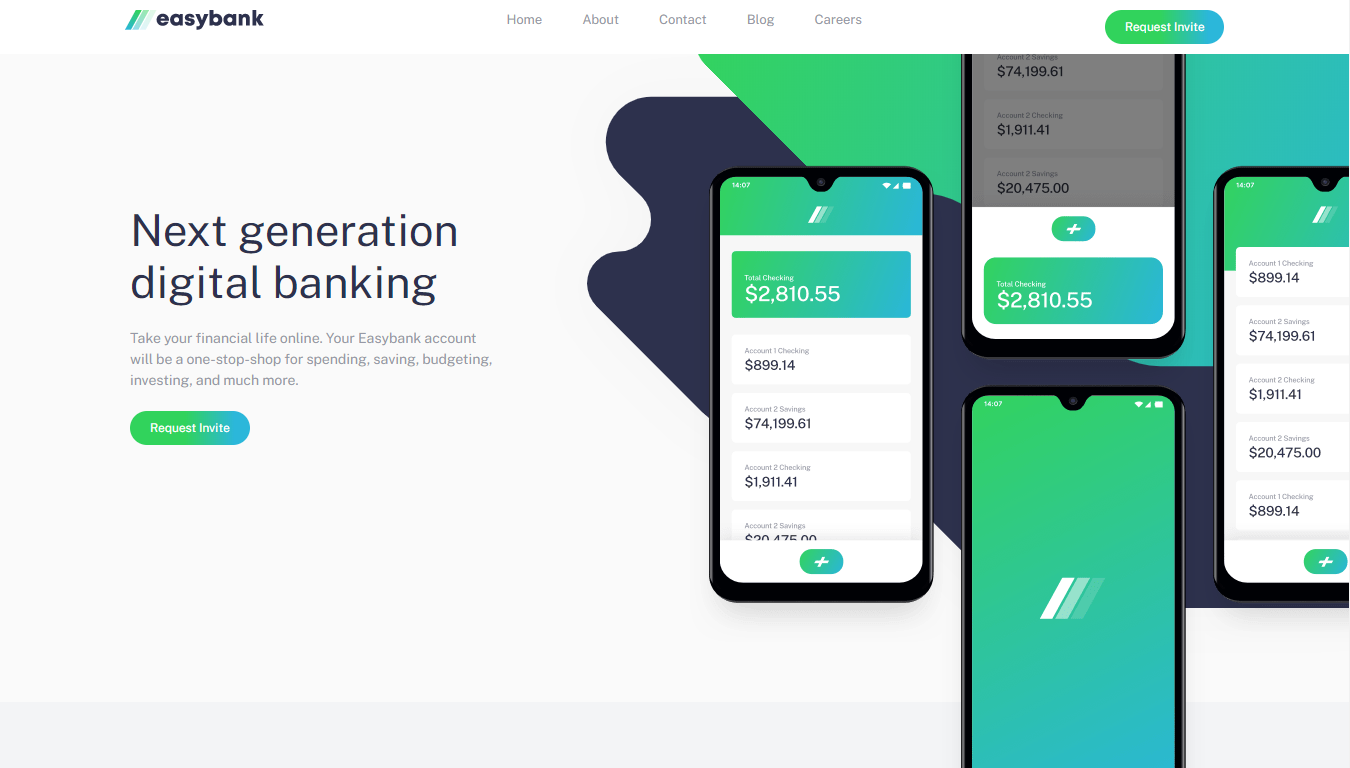 easybank
Home
About
Contact
Blog
Careers
Request Invite
Next generation
digital banking
Take your financial life online. Your Easybank account
will be a one-stop-shop for spending, saving, budgeting,
investing, and much more.
Request Invite
14:07
Total Checking
$2,810.55
Account 1 Checking
$899.14
Account 2 Savings
$74,199.61
Account 2 Checking
$1,911.41
Account 2 Savings
$20,475.00
Account 2 Savings
$74,199.61
Account 2 Checking
$1,911.41
Account 2 Savings
$20,475.00
Total Checking
$2,810.55
14:07
14:07
Account 1 Checking
$899.14
Account 2 Savings
$74,199.61
Account 2 Checking
$1,911.41
Account 2 Savings
$20,475.00
Account 1 Checking
$899.14